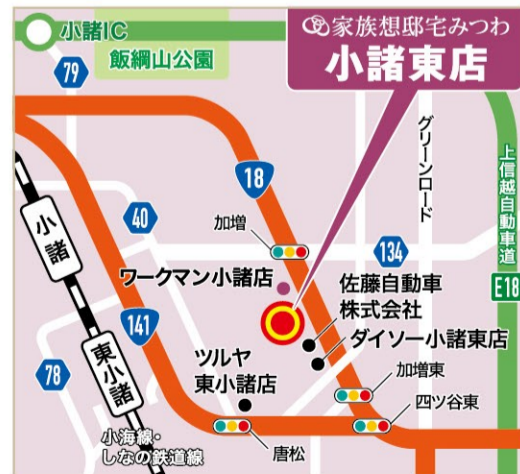 小諸IC
飯綱山公園
家族想邸宅みつわ
小諸東店
79
18
グリーンロード
上信越自動車道
E18
40
加増
134
小諸
ワークマン小諸店
佐藤自動車
株式会社
ダイソー小諸東店
141
東小諸
78
ツルヤ
東小諸店
加増東
四ツ谷東
唐松
小海線・
しなの鉄道線